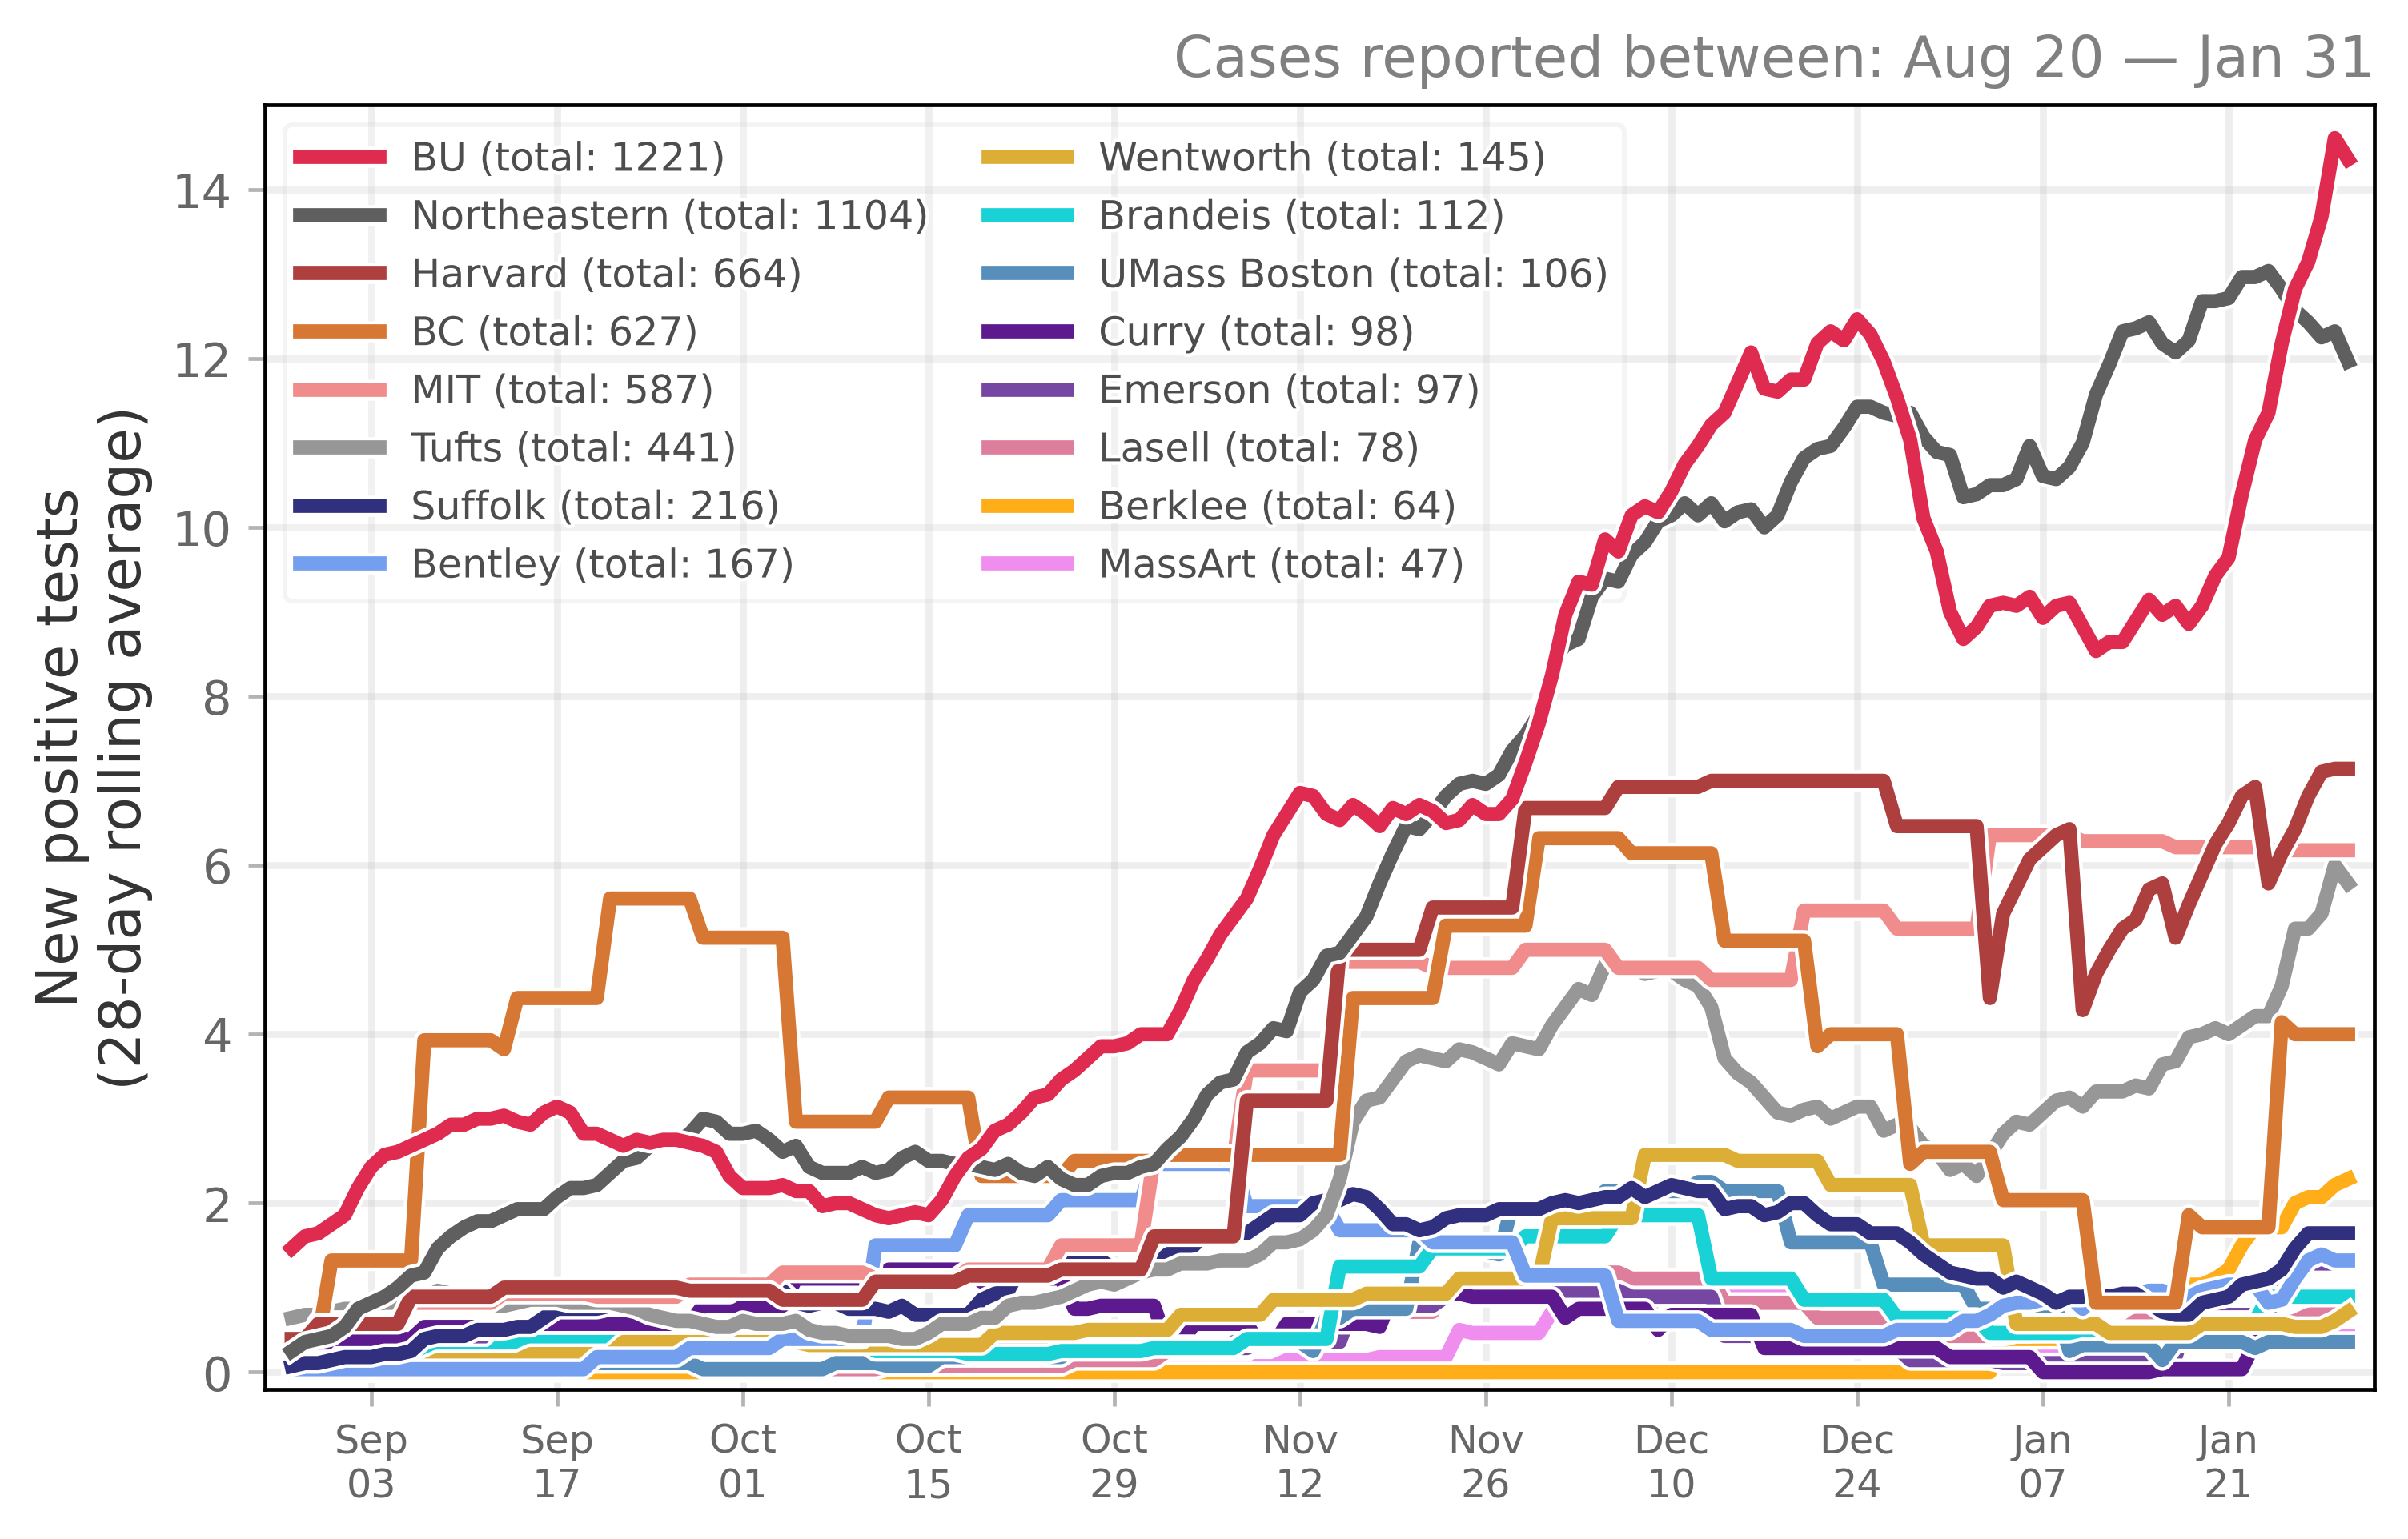 Cases reported between: Aug 20 — Jan 31
New positive tests
(28-day rolling average)
14
12
10
8
6
4
2
0
BU (total: 1221)
Northeastern (total: 1104)
Harvard (total: 664)
BC (total: 627)
MIT (total: 587)
Tufts (total: 441)
Suffolk (total: 216)
Bentley (total: 167)
Wentworth (total: 145)
Brandeis (total: 112)
UMass Boston (total: 106)
Curry (total: 98)
Emerson (total: 97)
Lasell (total: 78)
Berklee (total: 64)
MassArt (total: 47)
Sep
03
Sep
17
Oct
01
Oct
15
Oct
29
Nov
12
Nov
26
Dec
10
Dec
24
Jan
07
Jan
21